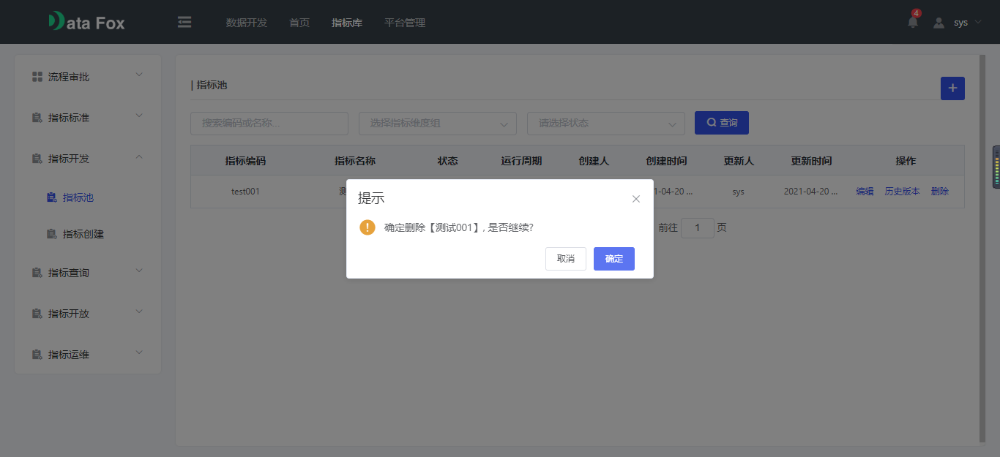 Data Fox
数据开发 首页 指标库 平台管理
4
sys
流程审批
指标标准
指标开发
指标池
指标创建
指标查询
指标开放
指标运维
| 指标池
+
搜索编码或名称... 选择指标维度组 请选择状态 查询
指标编码 指标名称 状态 运行周期 创建人 创建时间 更新人 更新时间 操作
test001 测 1-04-20 ... sys 2021-04-20 ... 编辑 历史版本 删除
前往 1 页
提示
确定删除【测试001】, 是否继续?
取消 确定